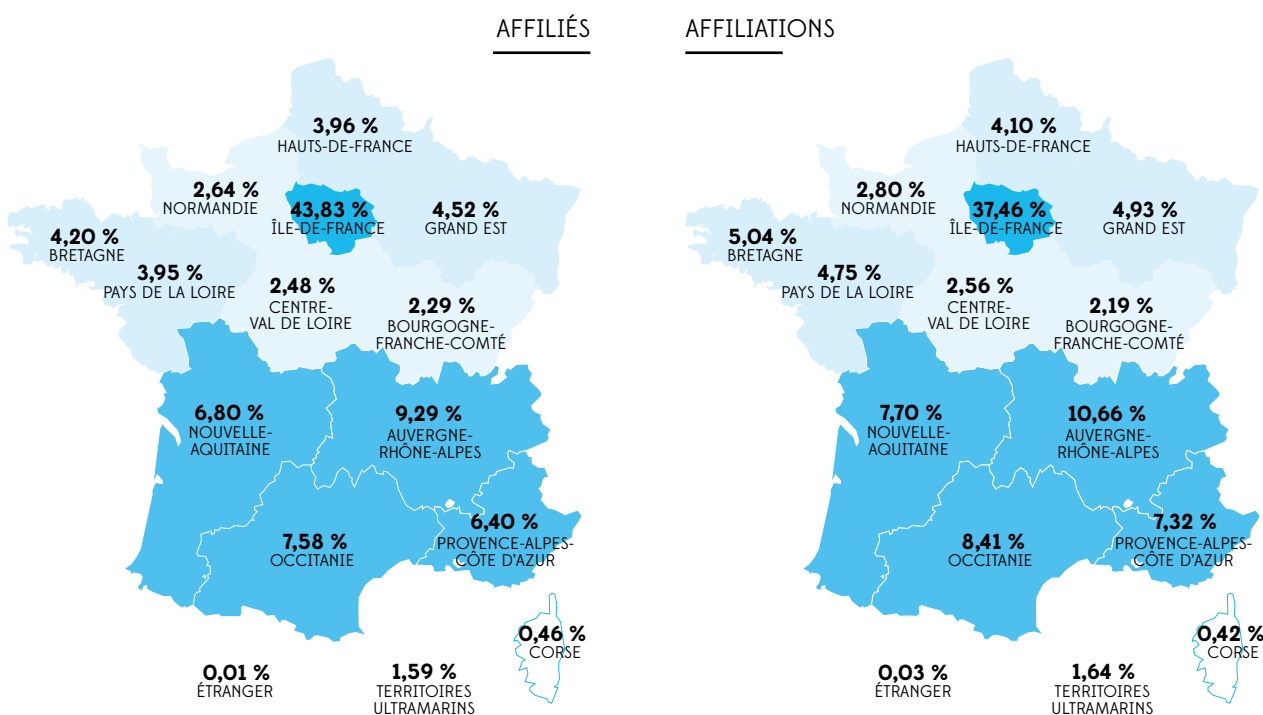 AFFILIÉS
3,96 %
HAUTS-DE-FRANCE
2,64 %
NORMANDIE
43,83 %
ÎLE-DE-FRANCE
4,52 %
GRAND EST
4,20 %
BRETAGNE
3,95 %
PAYS DE LA LOIRE
2,48 %
CENTRE-
VAL DE LOIRE
2,29 %
BOURGOGNE-
FRANCHE-COMTÉ
6,80 %
NOUVELLE-
AQUITAINE
9,29 %
AUVERGNE-
RHÔNE-ALPES
7,58 %
OCCITANIE
6,40 %
PROVENCE-ALPES-
CÔTE D'AZUR
0,46 %
CORSE
0,01 %
ÉTRANGER
1,59 %
TERRITOIRES
ULTRAMARINS
AFFILIATIONS
4,10 %
HAUTS-DE-FRANCE
2,80 %
NORMANDIE
37,46 %
ÎLE-DE-FRANCE
4,93 %
GRAND EST
5,04 %
BRETAGNE
4,75 %
PAYS DE LA LOIRE
2,56 %
CENTRE-
VAL DE LOIRE
2,19 %
BOURGOGNE-
FRANCHE-COMTÉ
7,70 %
NOUVELLE-
AQUITAINE
10,66 %
AUVERGNE-
RHÔNE-ALPES
8,41 %
OCCITANIE
7,32 %
PROVENCE-ALPES-
CÔTE D'AZUR
0,42 %
CORSE
0,03 %
ÉTRANGER
1,64 %
TERRITOIRES
ULTRAMARINS